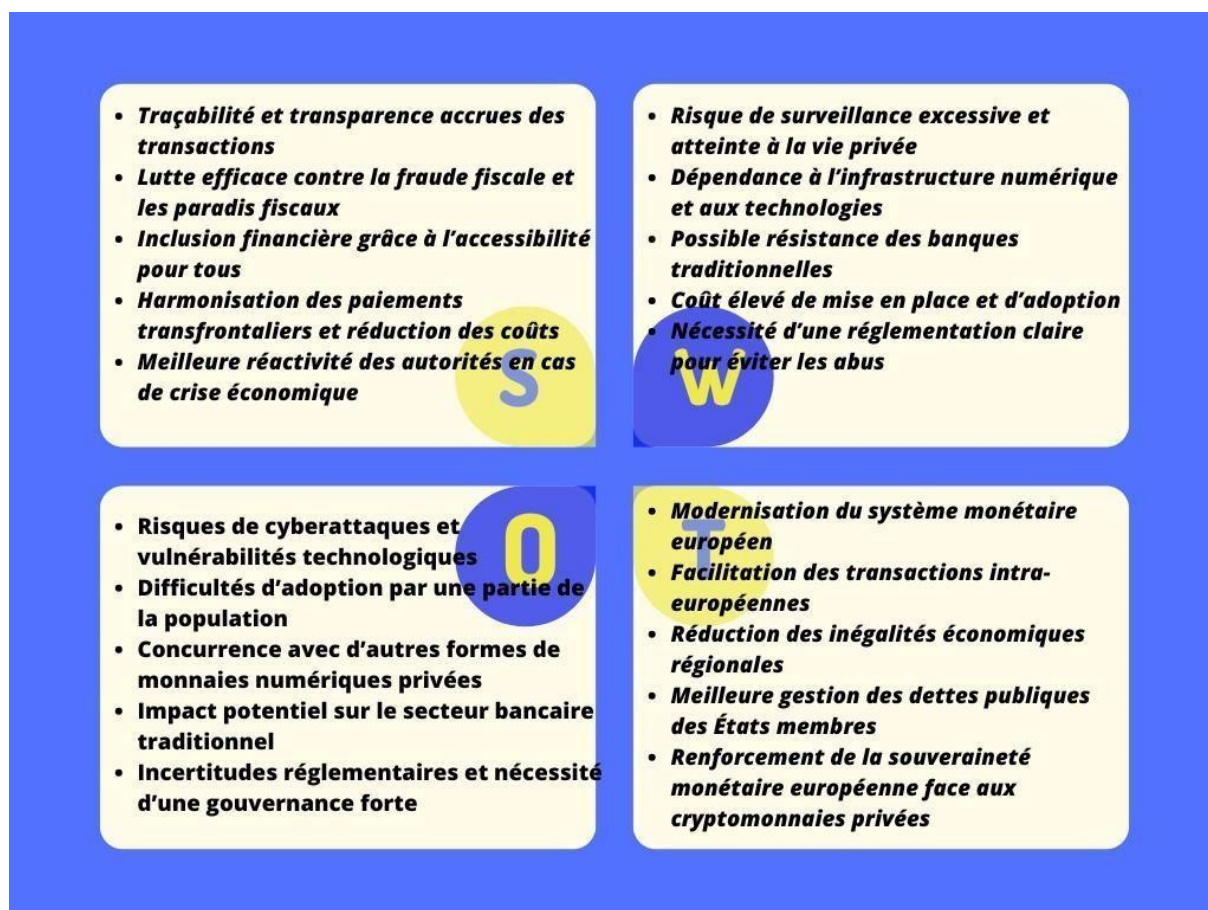 • Traçabilité et transparence accrues des
transactions
• Lutte efficace contre la fraude fiscale et
les paradis fiscaux
• Inclusion financière grâce à l'accessibilité
pour tous
• Harmonisation des paiements
transfrontaliers et réduction des coûts
• Meilleure réactivité des autorités en cas
de crise économique
S
• Risque de surveillance excessive et
atteinte à la vie privée
• Dépendance à l'infrastructure numérique
et aux technologies
• Possible résistance des banques
traditionnelles
• Coût élevé de mise en place et d'adoption
• Nécessité d'une réglementation claire
pour éviter les abus
W
• Risques de cyberattaques et
vulnérabilités technologiques
• Difficultés d'adoption par une partie de
la population
• Concurrence avec d'autres formes de
monnaies numériques privées
• Impact potentiel sur le secteur bancaire
traditionnel
• Incertitudes réglementaires et nécessité
d'une gouvernance forte
O
• Modernisation du système monétaire
européen
• Facilitation des transactions intra-
européennes
• Réduction des inégalités économiques
régionales
• Meilleure gestion des dettes publiques
des États membres
• Renforcement de la souveraineté
monétaire européenne face aux
cryptomonnaies privées
T